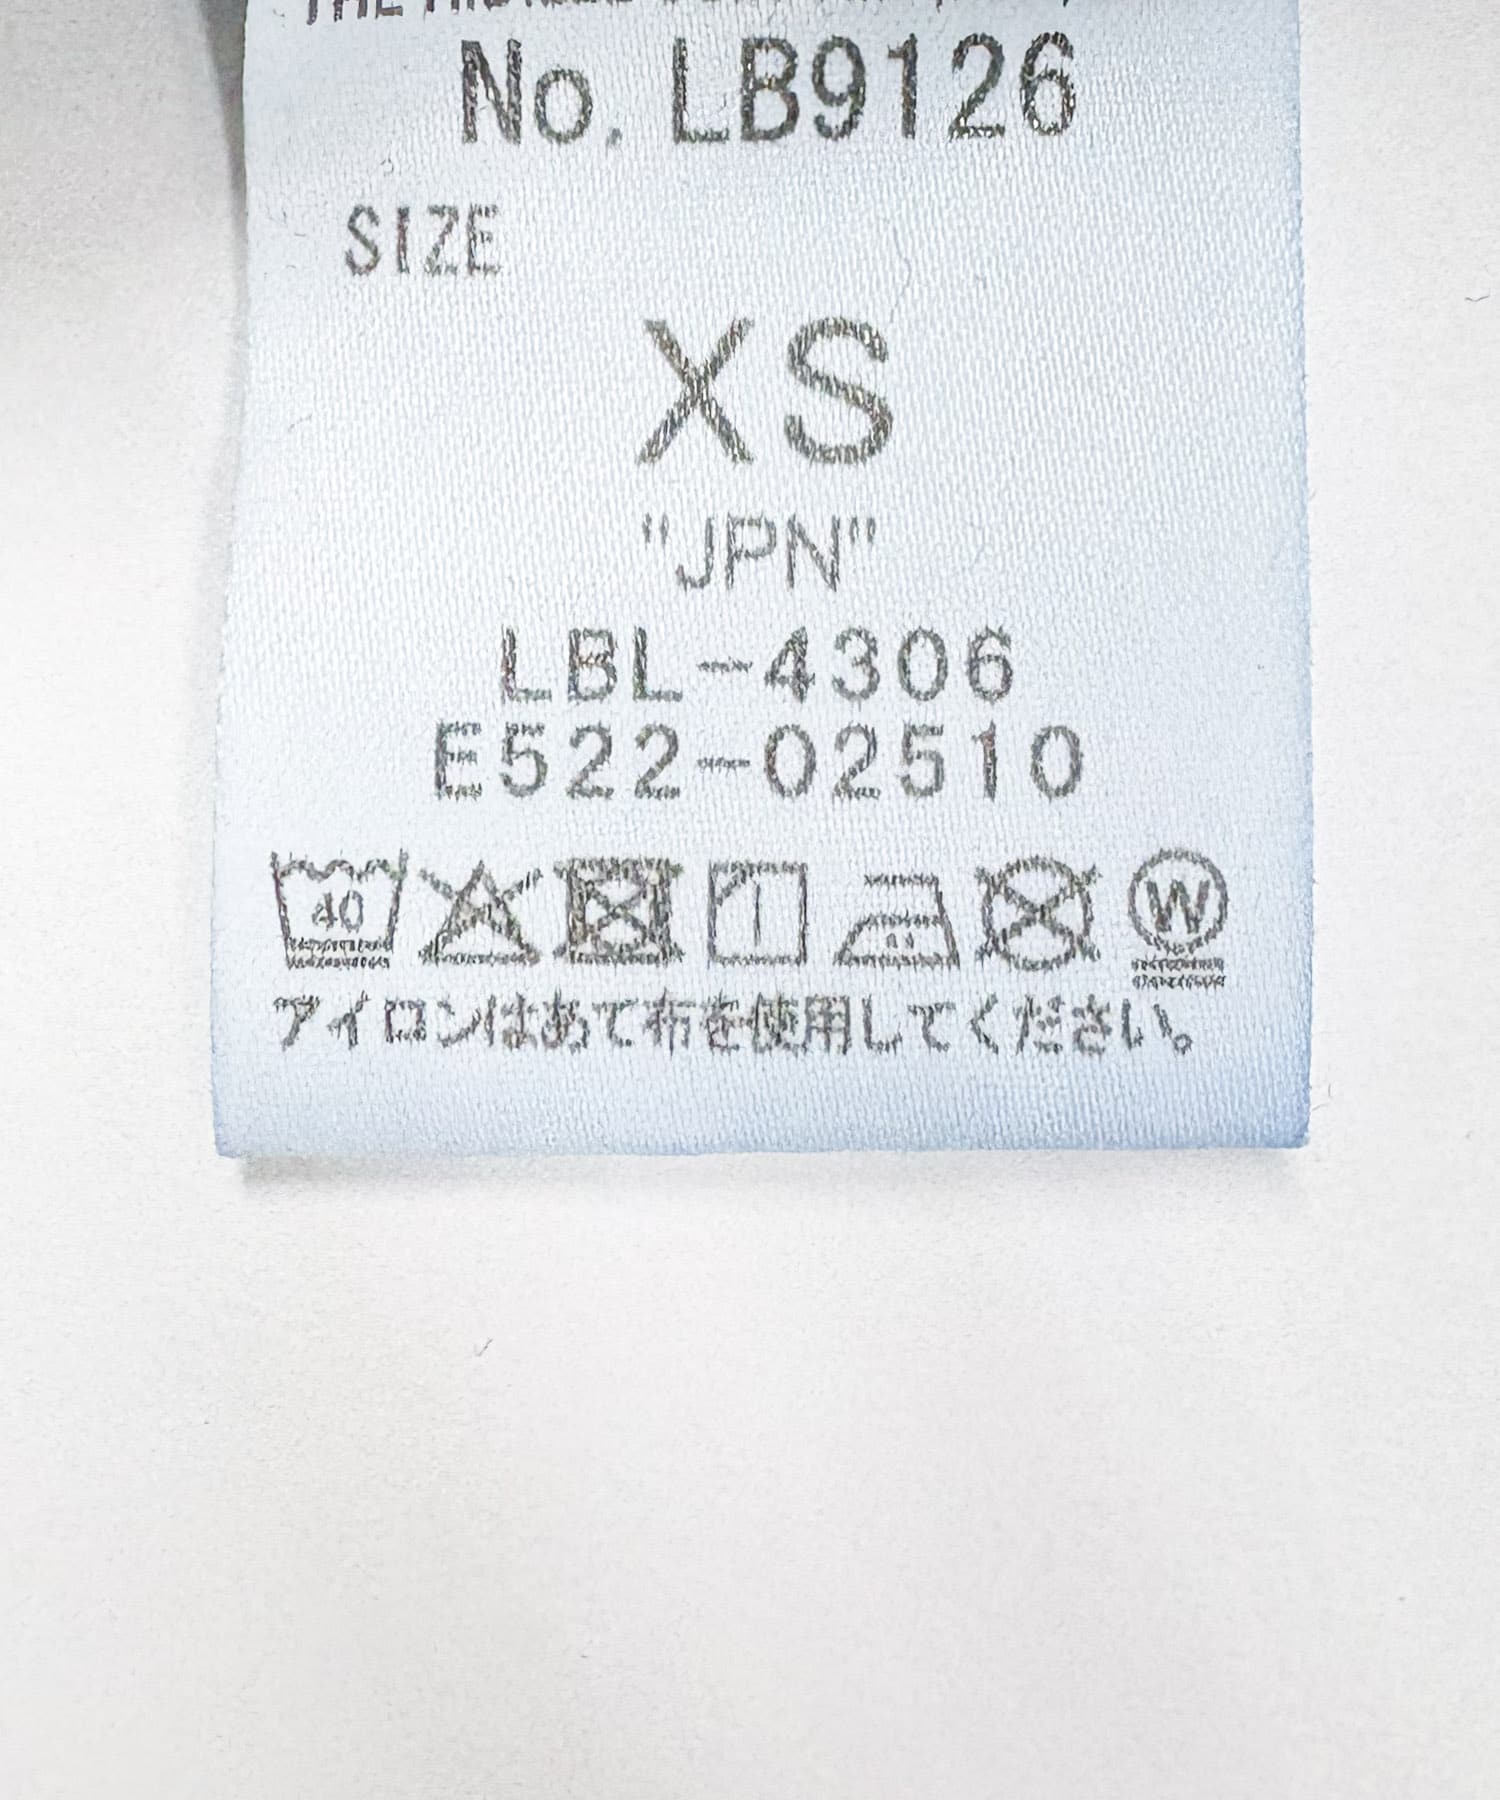 No. LB9126
SIZE
XS
"JPN"
LBL-4306
E522-02510
40 W
アイロンはあて布を使用してください。